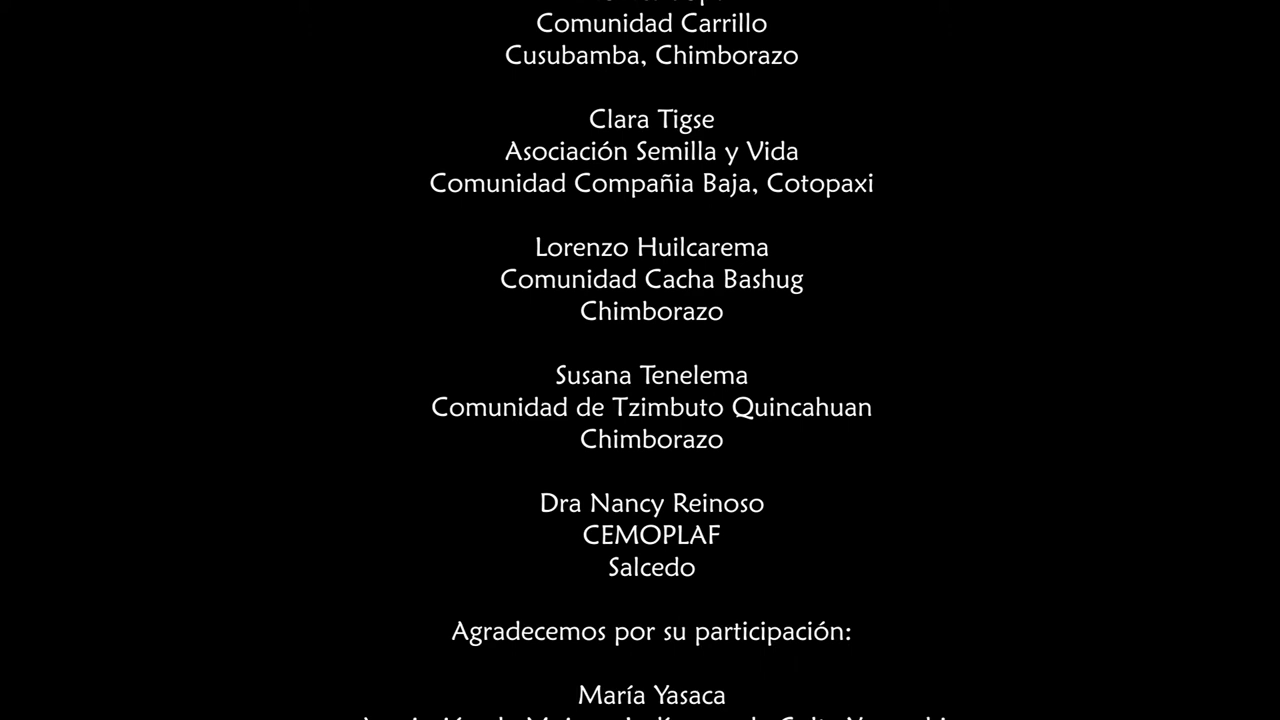 Comunidad Carrillo
Cusubamba, Chimborazo
Clara Tigse
Asociación Semilla y Vida
Comunidad Compañia Baja, Cotopaxi
Lorenzo Huilcarema
Comunidad Cacha Bashug
Chimborazo
Susana Tenelema
Comunidad de Tzimbuto Quincahuan
Chimborazo
Dra Nancy Reinoso
CEMOPLAF
Salcedo
Agradecemos por su participación:
María Yasaca